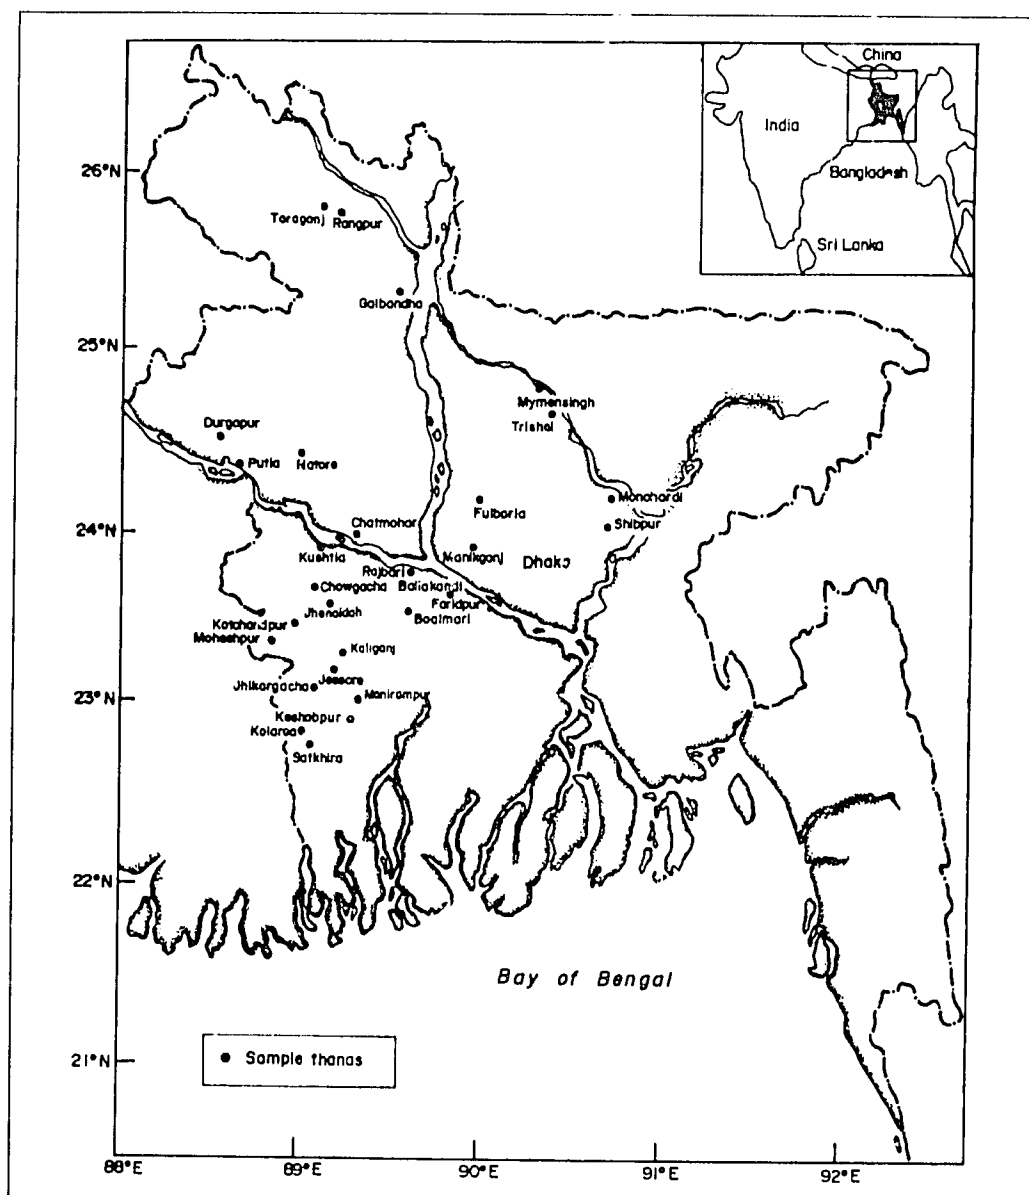 China
India
Bangladesh
Sri Lanka
26°N
Taraganj Rangpur
Gaibandha
25°N
Mymensingh
Trishal
Durgapur
Putia
Natore
Monohardi
Fulbaria
Shibpur
24°N
Chatmohar
Kushtia
Manikganj
Dhaka
Rajbari
Baliakandi
Chowgacha
Faridpur
Jhenaidah
Boalmari
Kotchandpur
Moheshpur
Kaliganj
Jessore
Jhikargacha
23°N
Manirampur
Keshabpur
Kolaroa
Satkhira
22°N
Bay of Bengal
21°N
Sample thanas
88°E
89°E
90°E
91°E
92°E